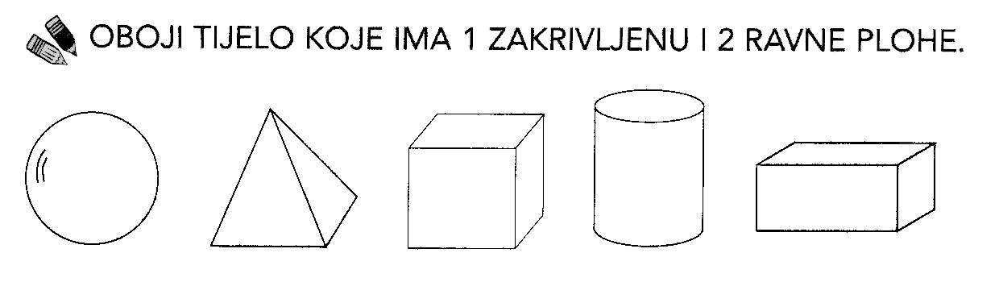 OBOJI TIJELO KOJE IMA 1 ZAKRIVLJENU I 2 RAVNE PLOHE.